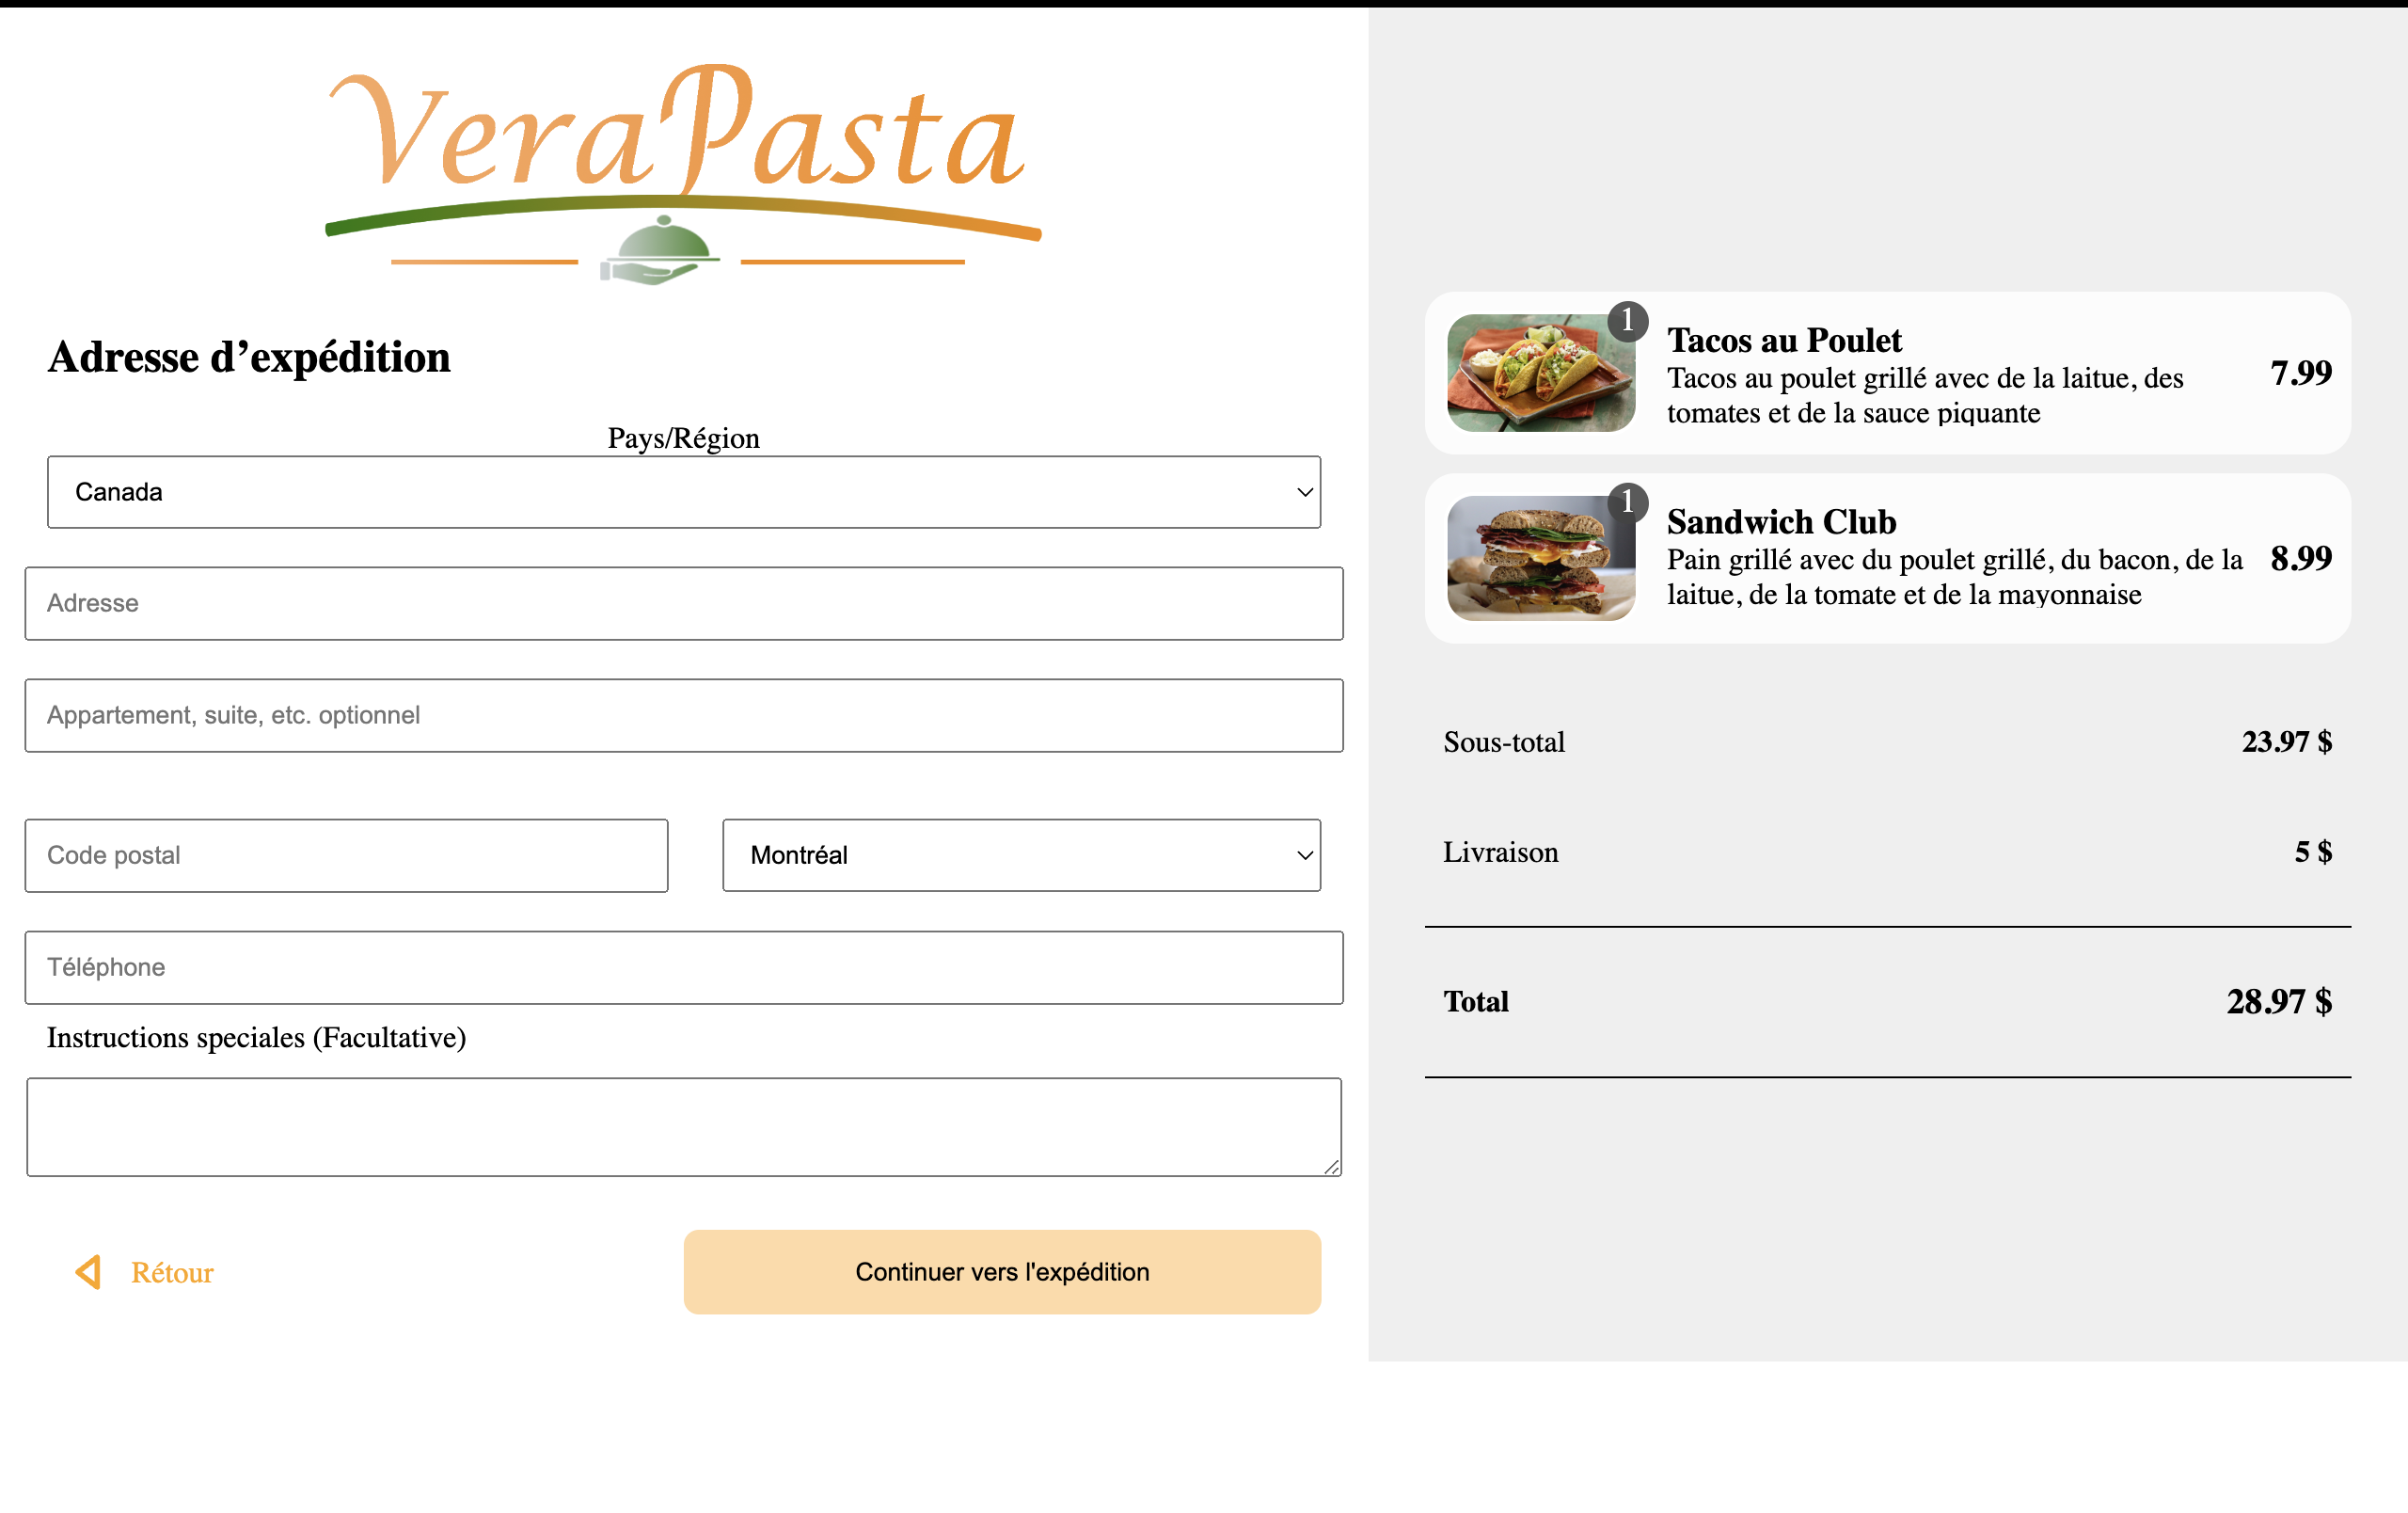 VeraPasta
Adresse d’expédition
Pays/Région
Canada
Adresse
Appartement, suite, etc. optionnel
Code postal
Montréal
Téléphone
Instructions speciales (Facultative)
Rétour
Continuer vers l'expédition
1
Tacos au Poulet
Tacos au poulet grillé avec de la laitue, des
tomates et de la sauce piquante
7.99
1
Sandwich Club
Pain grillé avec du poulet grillé, du bacon, de la
laitue, de la tomate et de la mayonnaise
8.99
Sous-total 23.97 $
Livraison 5 $
Total 28.97 $